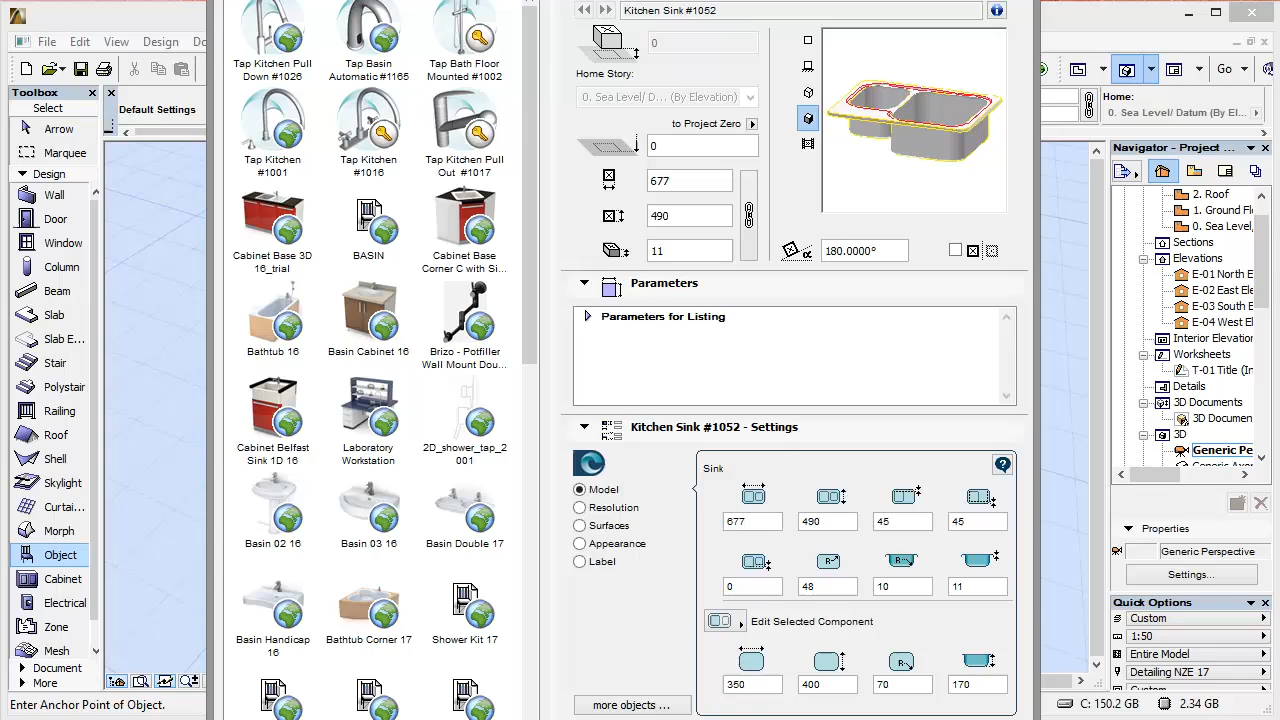 Kitchen Sink #1052
File
Edit
View
Design
Toolbox
Select
Arrow
Marquee
Design
Wall
Door
Window
Column
Beam
Slab
Slab E...
Stair
Polystair
Railing
Roof
Shell
Skylight
Curtai...
Morph
Object
Cabinet
Electrical
Zone
Mesh
Document
More
Enter Anchor Point of Object.
Default Settings
Tap Kitchen Pull
Down #1026
Tap Basin
Automatic #1165
Tap Bath Floor
Mounted #1002
Tap Kitchen
#1001
Tap Kitchen
#1016
Tap Kitchen Pull
Out #1017
Cabinet Base 3D
16_trial
BASIN
Cabinet Base
Corner C with Si...
Bathtub 16
Basin Cabinet 16
Brizo - Potfiller
Wall Mount Dou...
Cabinet Belfast
Sink 1D 16
Laboratory
Workstation
2D_shower_tap_2
001
Basin 02 16
Basin 03 16
Basin Double 17
Basin Handicap
16
Bathtub Corner 17
Shower Kit 17
0
Home Story:
0. Sea Level/ D... (By Elevation)
to Project Zero
0
677
490
11
α
180.0000°
Parameters
Parameters for Listing
Kitchen Sink #1052 - Settings
Model
Resolution
Surfaces
Appearance
Label
Sink
677
490
45
45
0
48
10
11
Edit Selected Component
350
400
70
170
more objects ...
Go
Home:
0. Sea Level/ Datum (By El...
Navigator - Project ...
2. Roof
1. Ground Fl
0. Sea Level
Sections
Elevations
E-01 North E
E-02 East Ele
E-03 South E
E-04 West E
Interior Elevation
Worksheets
T-01 Title (In
Details
3D Documents
3D Documen
3D
Generic Pe
Properties
Generic Perspective
Settings...
Quick Options
Custom
1:50
Entire Model
Detailing NZE 17
C: 150.2 GB
2.34 GB